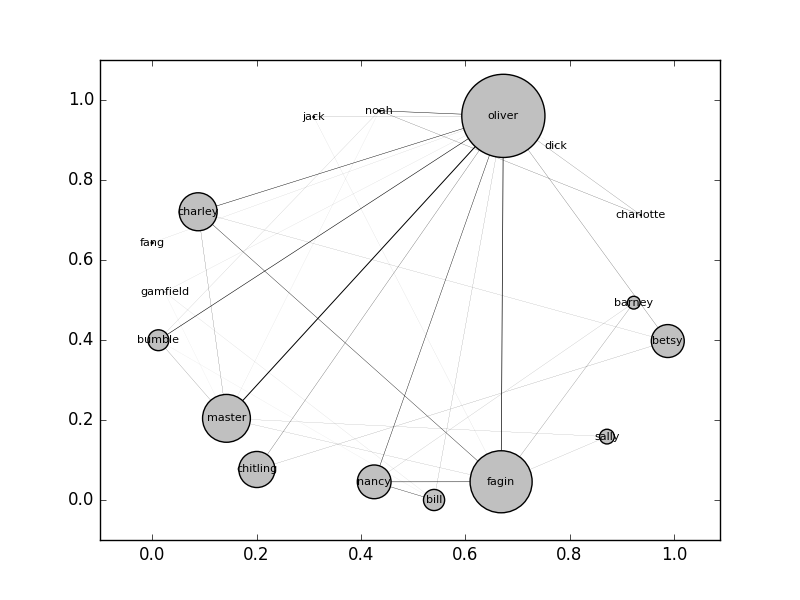 1.0
0.8
0.6
0.4
0.2
0.0
0.0
0.2
0.4
0.6
0.8
1.0
noah
jack
oliver
dick
charley
charlotte
fang
gamfield
barney
bumble
betsy
master
sally
chitling
nancy
fagin
bill